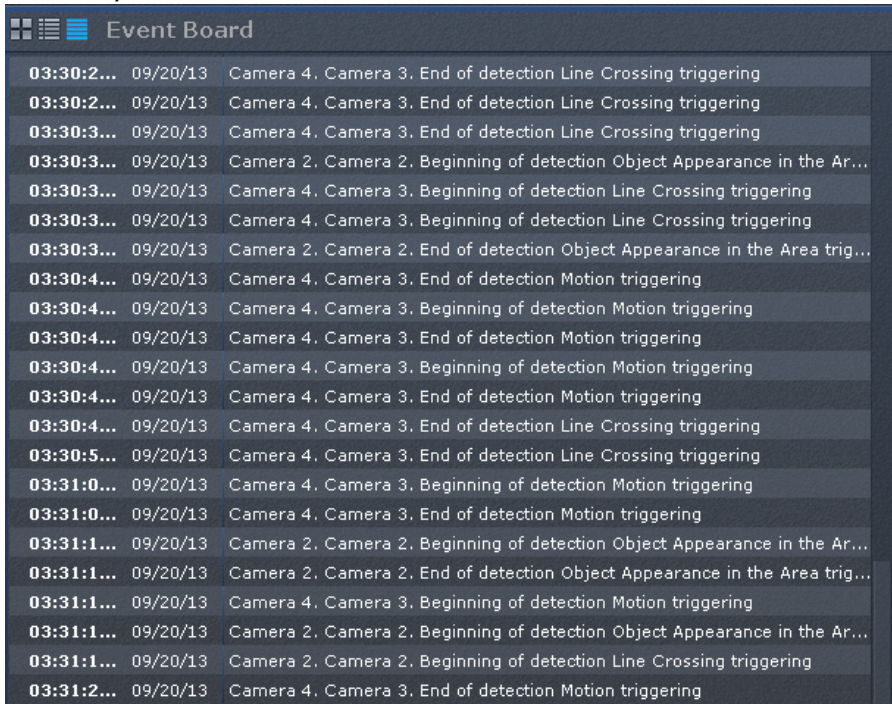 Event Board
03:30:2... 09/20/13 Camera 4. Camera 3. End of detection Line Crossing triggering
03:30:2... 09/20/13 Camera 4. Camera 3. End of detection Line Crossing triggering
03:30:3... 09/20/13 Camera 4. Camera 3. End of detection Line Crossing triggering
03:30:3... 09/20/13 Camera 2. Camera 2. Beginning of detection Object Appearance in the Ar...
03:30:3... 09/20/13 Camera 4. Camera 3. Beginning of detection Line Crossing triggering
03:30:3... 09/20/13 Camera 4. Camera 3. Beginning of detection Line Crossing triggering
03:30:3... 09/20/13 Camera 2. Camera 2. End of detection Object Appearance in the Area trig...
03:30:4... 09/20/13 Camera 4. Camera 3. End of detection Motion triggering
03:30:4... 09/20/13 Camera 4. Camera 3. Beginning of detection Motion triggering
03:30:4... 09/20/13 Camera 4. Camera 3. End of detection Motion triggering
03:30:4... 09/20/13 Camera 4. Camera 3. Beginning of detection Motion triggering
03:30:4... 09/20/13 Camera 4. Camera 3. End of detection Motion triggering
03:30:4... 09/20/13 Camera 4. Camera 3. End of detection Line Crossing triggering
03:30:5... 09/20/13 Camera 4. Camera 3. End of detection Line Crossing triggering
03:31:0... 09/20/13 Camera 4. Camera 3. Beginning of detection Motion triggering
03:31:0... 09/20/13 Camera 4. Camera 3. End of detection Motion triggering
03:31:1... 09/20/13 Camera 2. Camera 2. Beginning of detection Object Appearance in the Ar...
03:31:1... 09/20/13 Camera 2. Camera 2. End of detection Object Appearance in the Area trig...
03:31:1... 09/20/13 Camera 4. Camera 3. Beginning of detection Motion triggering
03:31:1... 09/20/13 Camera 2. Camera 2. Beginning of detection Object Appearance in the Ar...
03:31:1... 09/20/13 Camera 2. Camera 2. Beginning of detection Line Crossing triggering
03:31:2... 09/20/13 Camera 4. Camera 3. End of detection Motion triggering